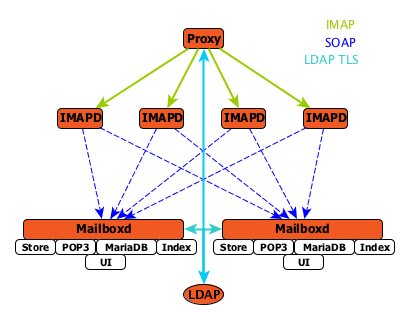 IMAP
SOAP
LDAP TLS
Proxy
IMAPD IMAPD IMAPD IMAPD
Mailboxd Mailboxd
Store POP3 MariaDB Index Store POP3 MariaDB Index
UI UI
LDAP